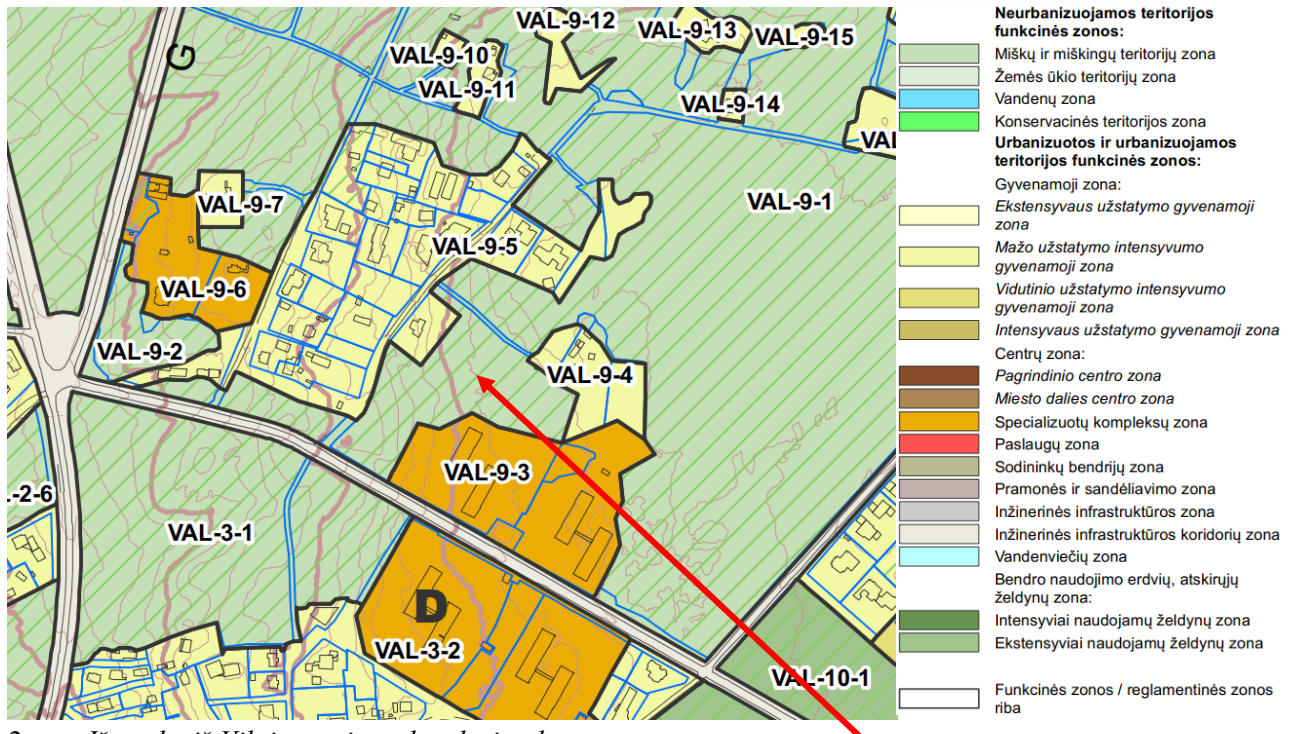 G
VAL-9-12
VAL-9-13
VAL-9-15
VAL-9-10
VAL-9-11
VAL-9-14
VAL
VAL-9-7
VAL-9-1
VAL-9-5
VAL-9-6
VAL-9-2
VAL-9-4
VAL-9-3
L-2-6
VAL-3-1
D
VAL-3-2
VAL-10-1
Neurbanizuojamos teritorijos
funkcinės zonos:
Miškų ir miškingų teritorijų zona
Žemės ūkio teritorijų zona
Vandenų zona
Konservacinės teritorijos zona
Urbanizuotos ir urbanizuojamos
teritorijos funkcinės zonos:
Gyvenamoji zona:
Ekstensyvaus užstatymo gyvenamoji
zona
Mažo užstatymo intensyvumo
gyvenamoji zona
Vidutinio užstatymo intensyvumo
gyvenamoji zona
Intensyvaus užstatymo gyvenamoji zona
Centrų zona:
Pagrindinio centro zona
Miesto dalies centro zona
Specializuotų kompleksų zona
Paslaugų zona
Sodininkų bendrijų zona
Pramonės ir sandėliavimo zona
Inžinerinės infrastruktūros zona
Inžinerinės infrastruktūros koridorių zona
Vandenviečių zona
Bendro naudojimo erdvių, atskirųjų
želdynų zona:
Intensyviai naudojamų želdynų zona
Ekstensyviai naudojamų želdynų zona
Funkcinės zonos / reglamentinės zonos
riba